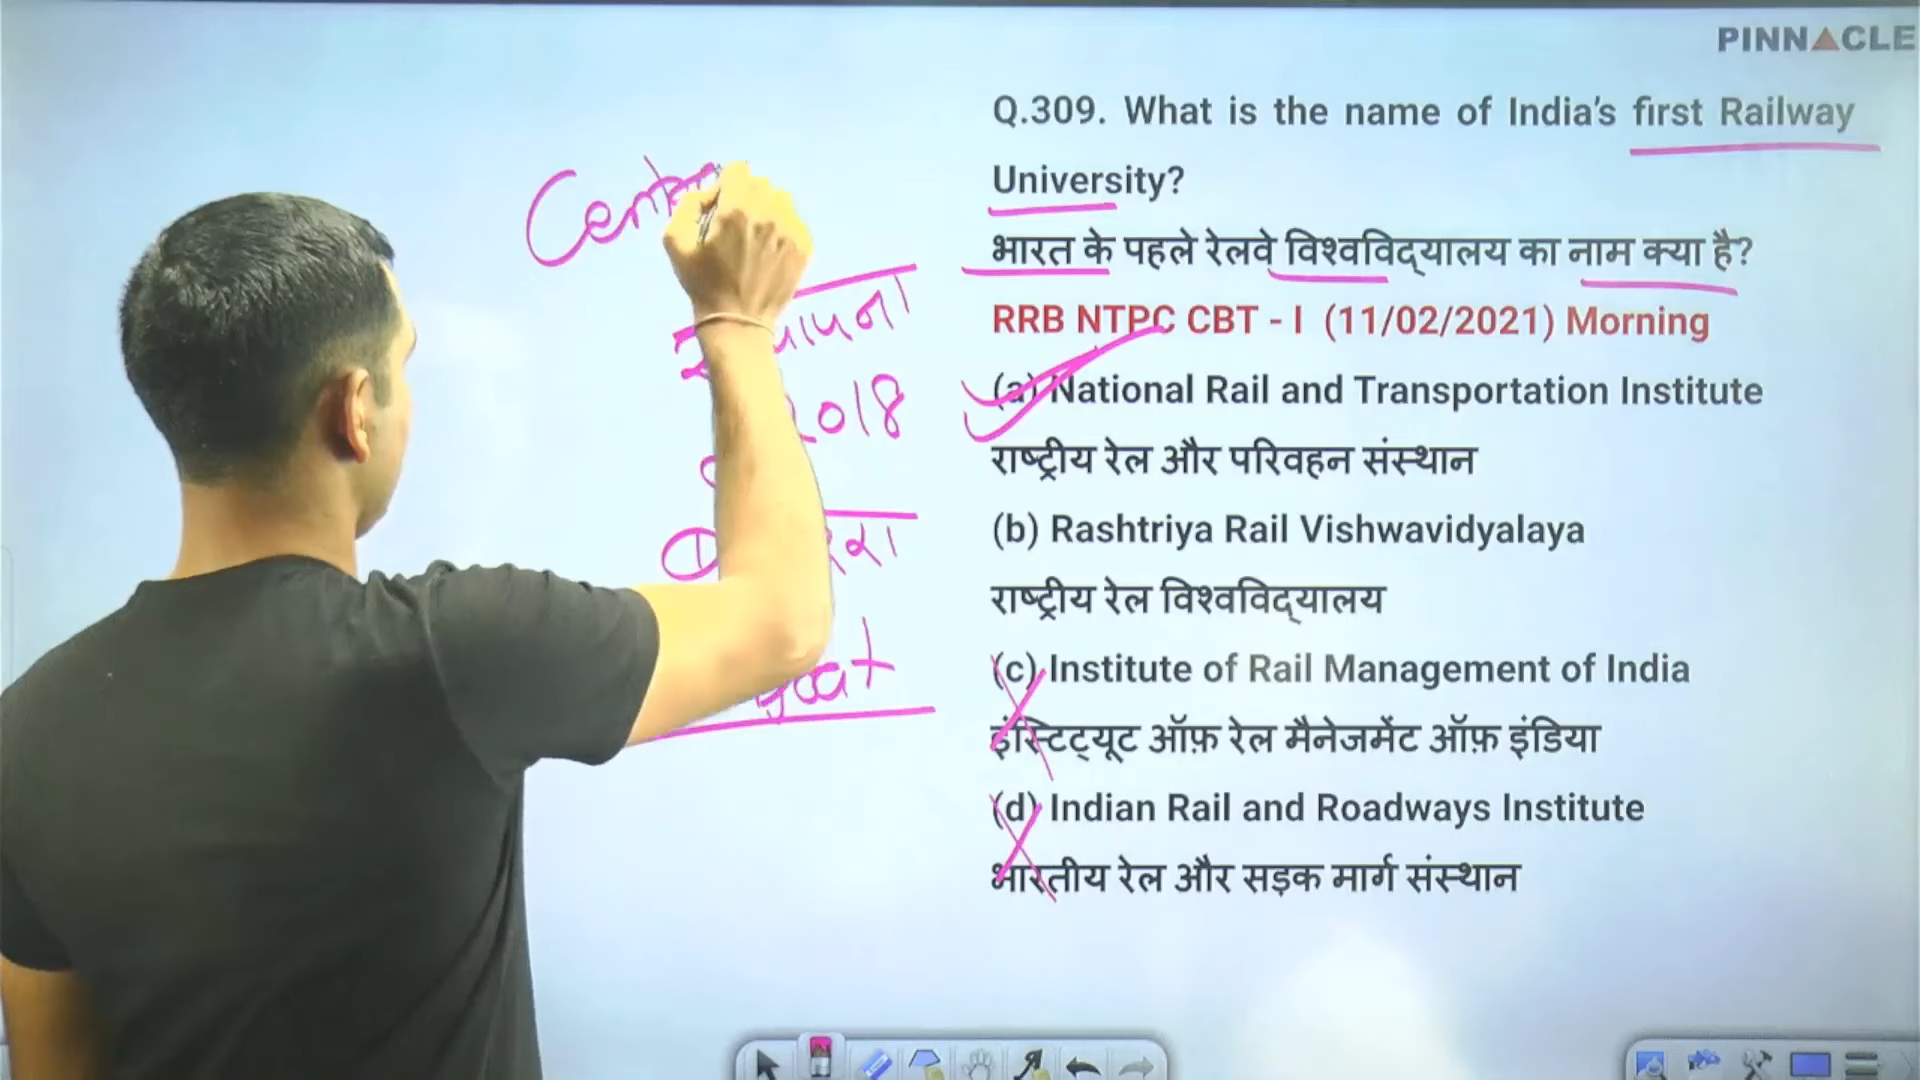 PINNACLE
Q.309. What is the name of India's first Railway
University?
भारत के पहले रेलवे विश्वविद्यालय का नाम क्या है?
RRB NTPC CBT - I (11/02/2021) Morning
(a) National Rail and Transportation Institute
राष्ट्रीय रेल और परिवहन संस्थान
(b) Rashtriya Rail Vishwavidyalaya
राष्ट्रीय रेल विश्वविद्यालय
(c) Institute of Rail Management of India
इंस्टिट्यूट ऑफ़ रेल मैनेजमेंट ऑफ़ इंडिया
(d) Indian Rail and Roadways Institute
भारतीय रेल और सड़क मार्ग संस्थान
2018